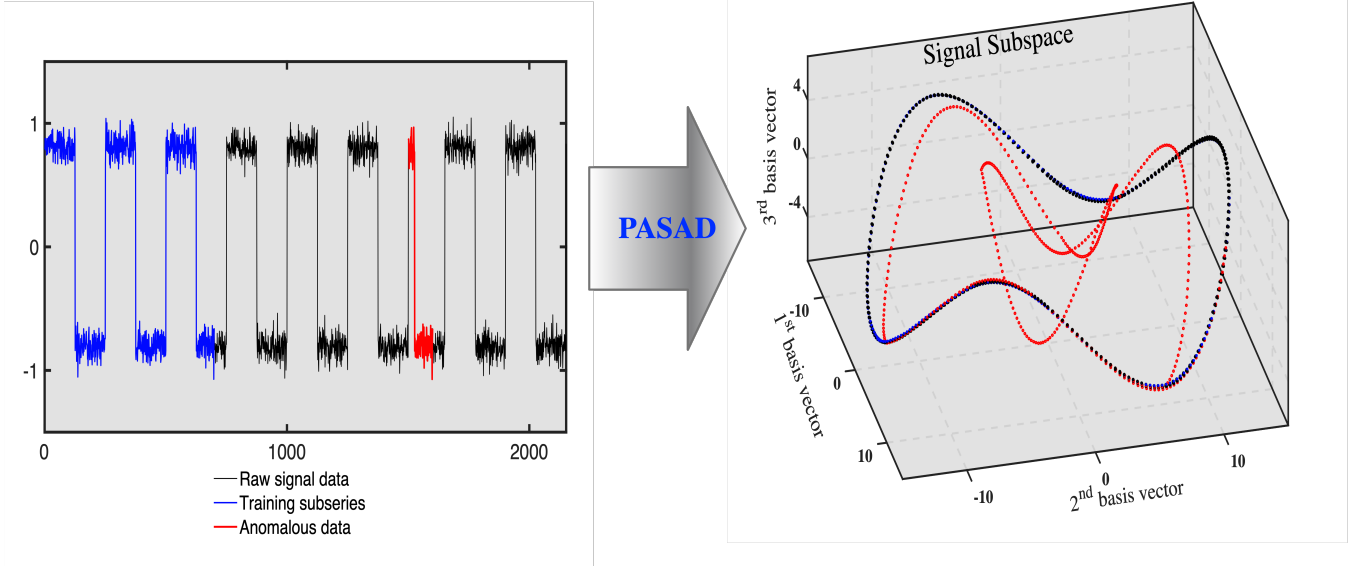 1
0
-1
0
1000
2000
Raw signal data
Training subseries
Anomalous data
PASAD
Signal Subspace
4
0
-4
3rd basis vector
-10
0
10
1st basis vector
-10
0
10
2nd basis vector